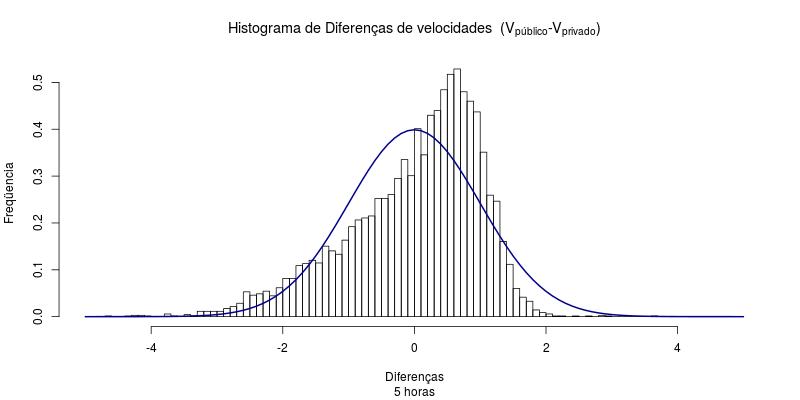 Histograma de Diferenças de velocidades (Vpúblico-Vprivado)
Freqüencia
0.5
0.4
0.3
0.2
0.1
0.0
-4 -2 0 2 4
Diferenças
5 horas